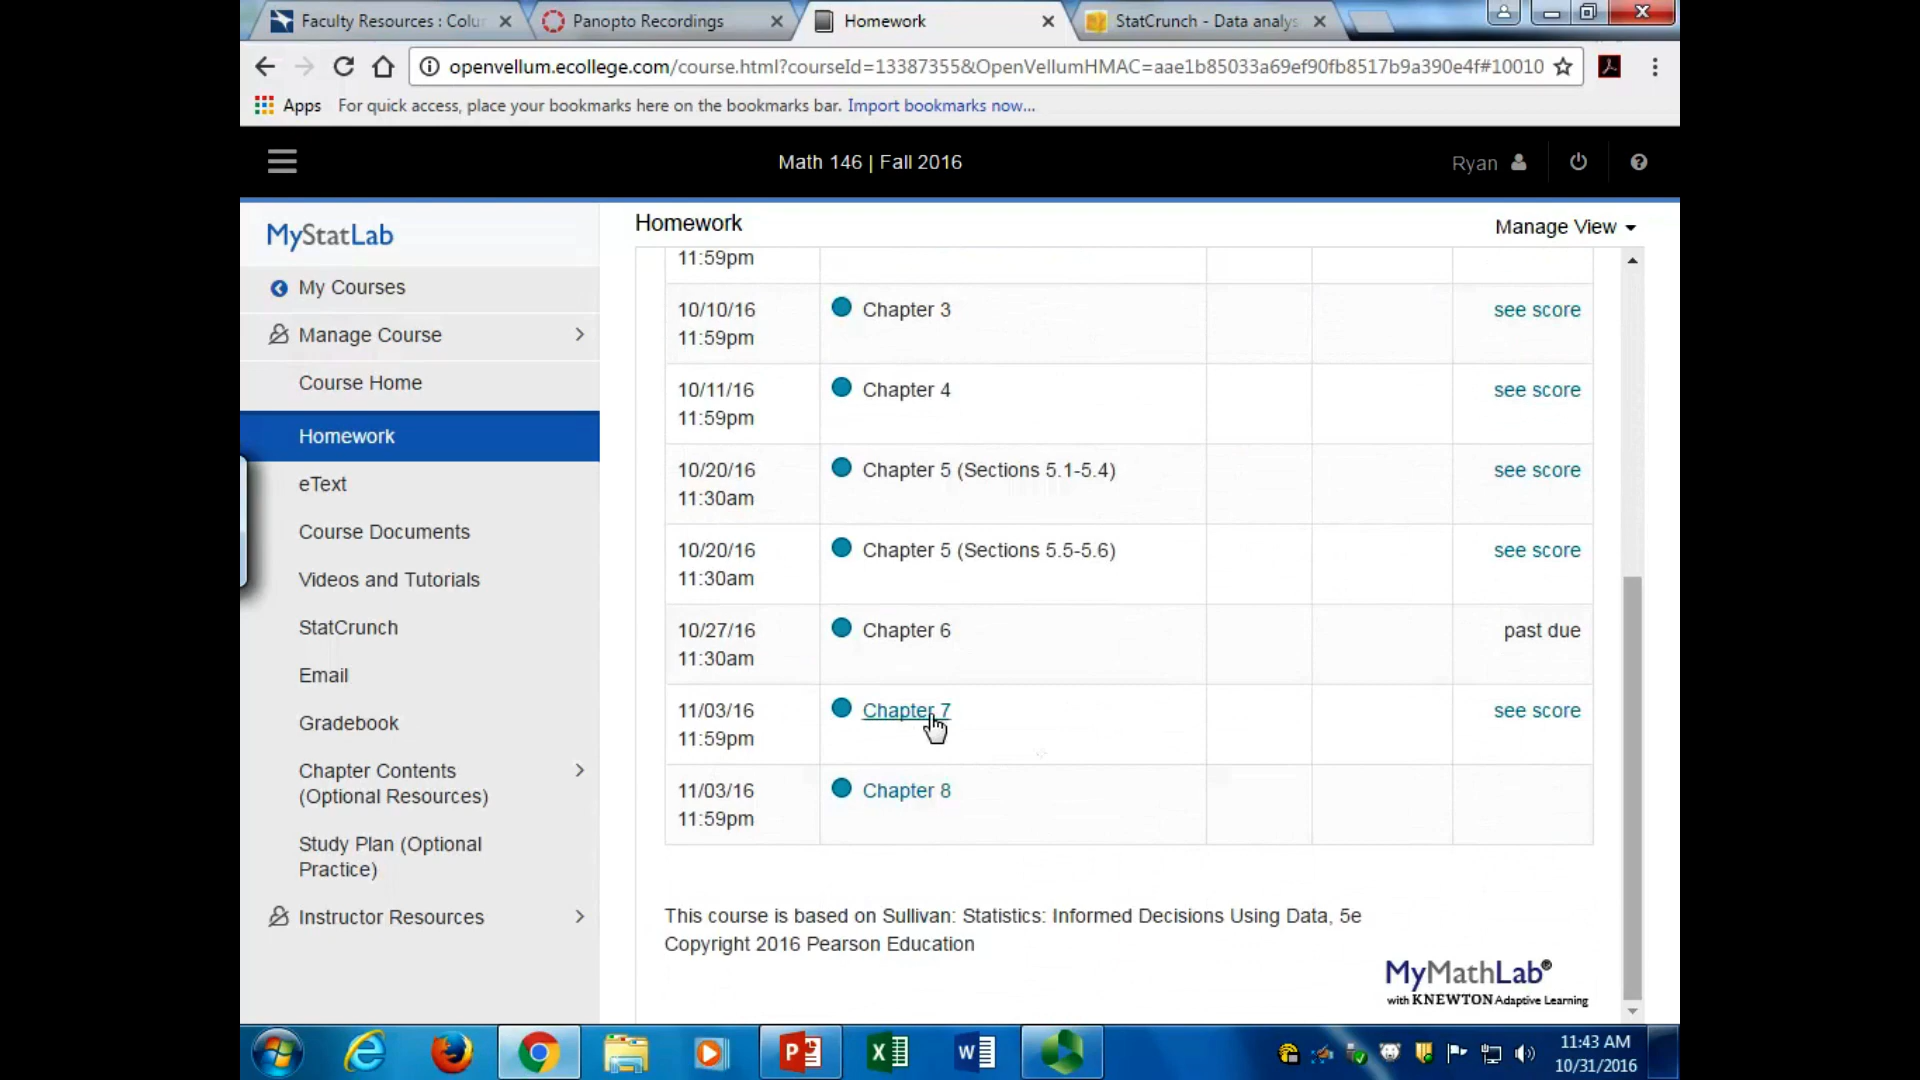 Faculty Resources : Colu
Panopto Recordings
Homework
StatCrunch - Data analys
openvellum.ecollege.com/course.html?courseId=13387355&OpenVellumHMAC=aae1b85033a69ef90fb8517b9a390e4f#10010
Apps For quick access, place your bookmarks here on the bookmarks bar. Import bookmarks now...
Math 146 | Fall 2016
Ryan
MyStatLab
My Courses
Manage Course
Course Home
Homework
eText
Course Documents
Videos and Tutorials
StatCrunch
Email
Gradebook
Chapter Contents
(Optional Resources)
Study Plan (Optional
Practice)
Instructor Resources
Homework
Manage View
11:59pm
10/10/16 Chapter 3 see score
11:59pm
10/11/16 Chapter 4 see score
11:59pm
10/20/16 Chapter 5 (Sections 5.1-5.4) see score
11:30am
10/20/16 Chapter 5 (Sections 5.5-5.6) see score
11:30am
10/27/16 Chapter 6 past due
11:30am
11/03/16 Chapter 7 see score
11:59pm
11/03/16 Chapter 8
11:59pm
This course is based on Sullivan: Statistics: Informed Decisions Using Data, 5e
Copyright 2016 Pearson Education
MyMathLab®
with KNEWTON Adaptive Learning
11:43 AM
10/31/2016